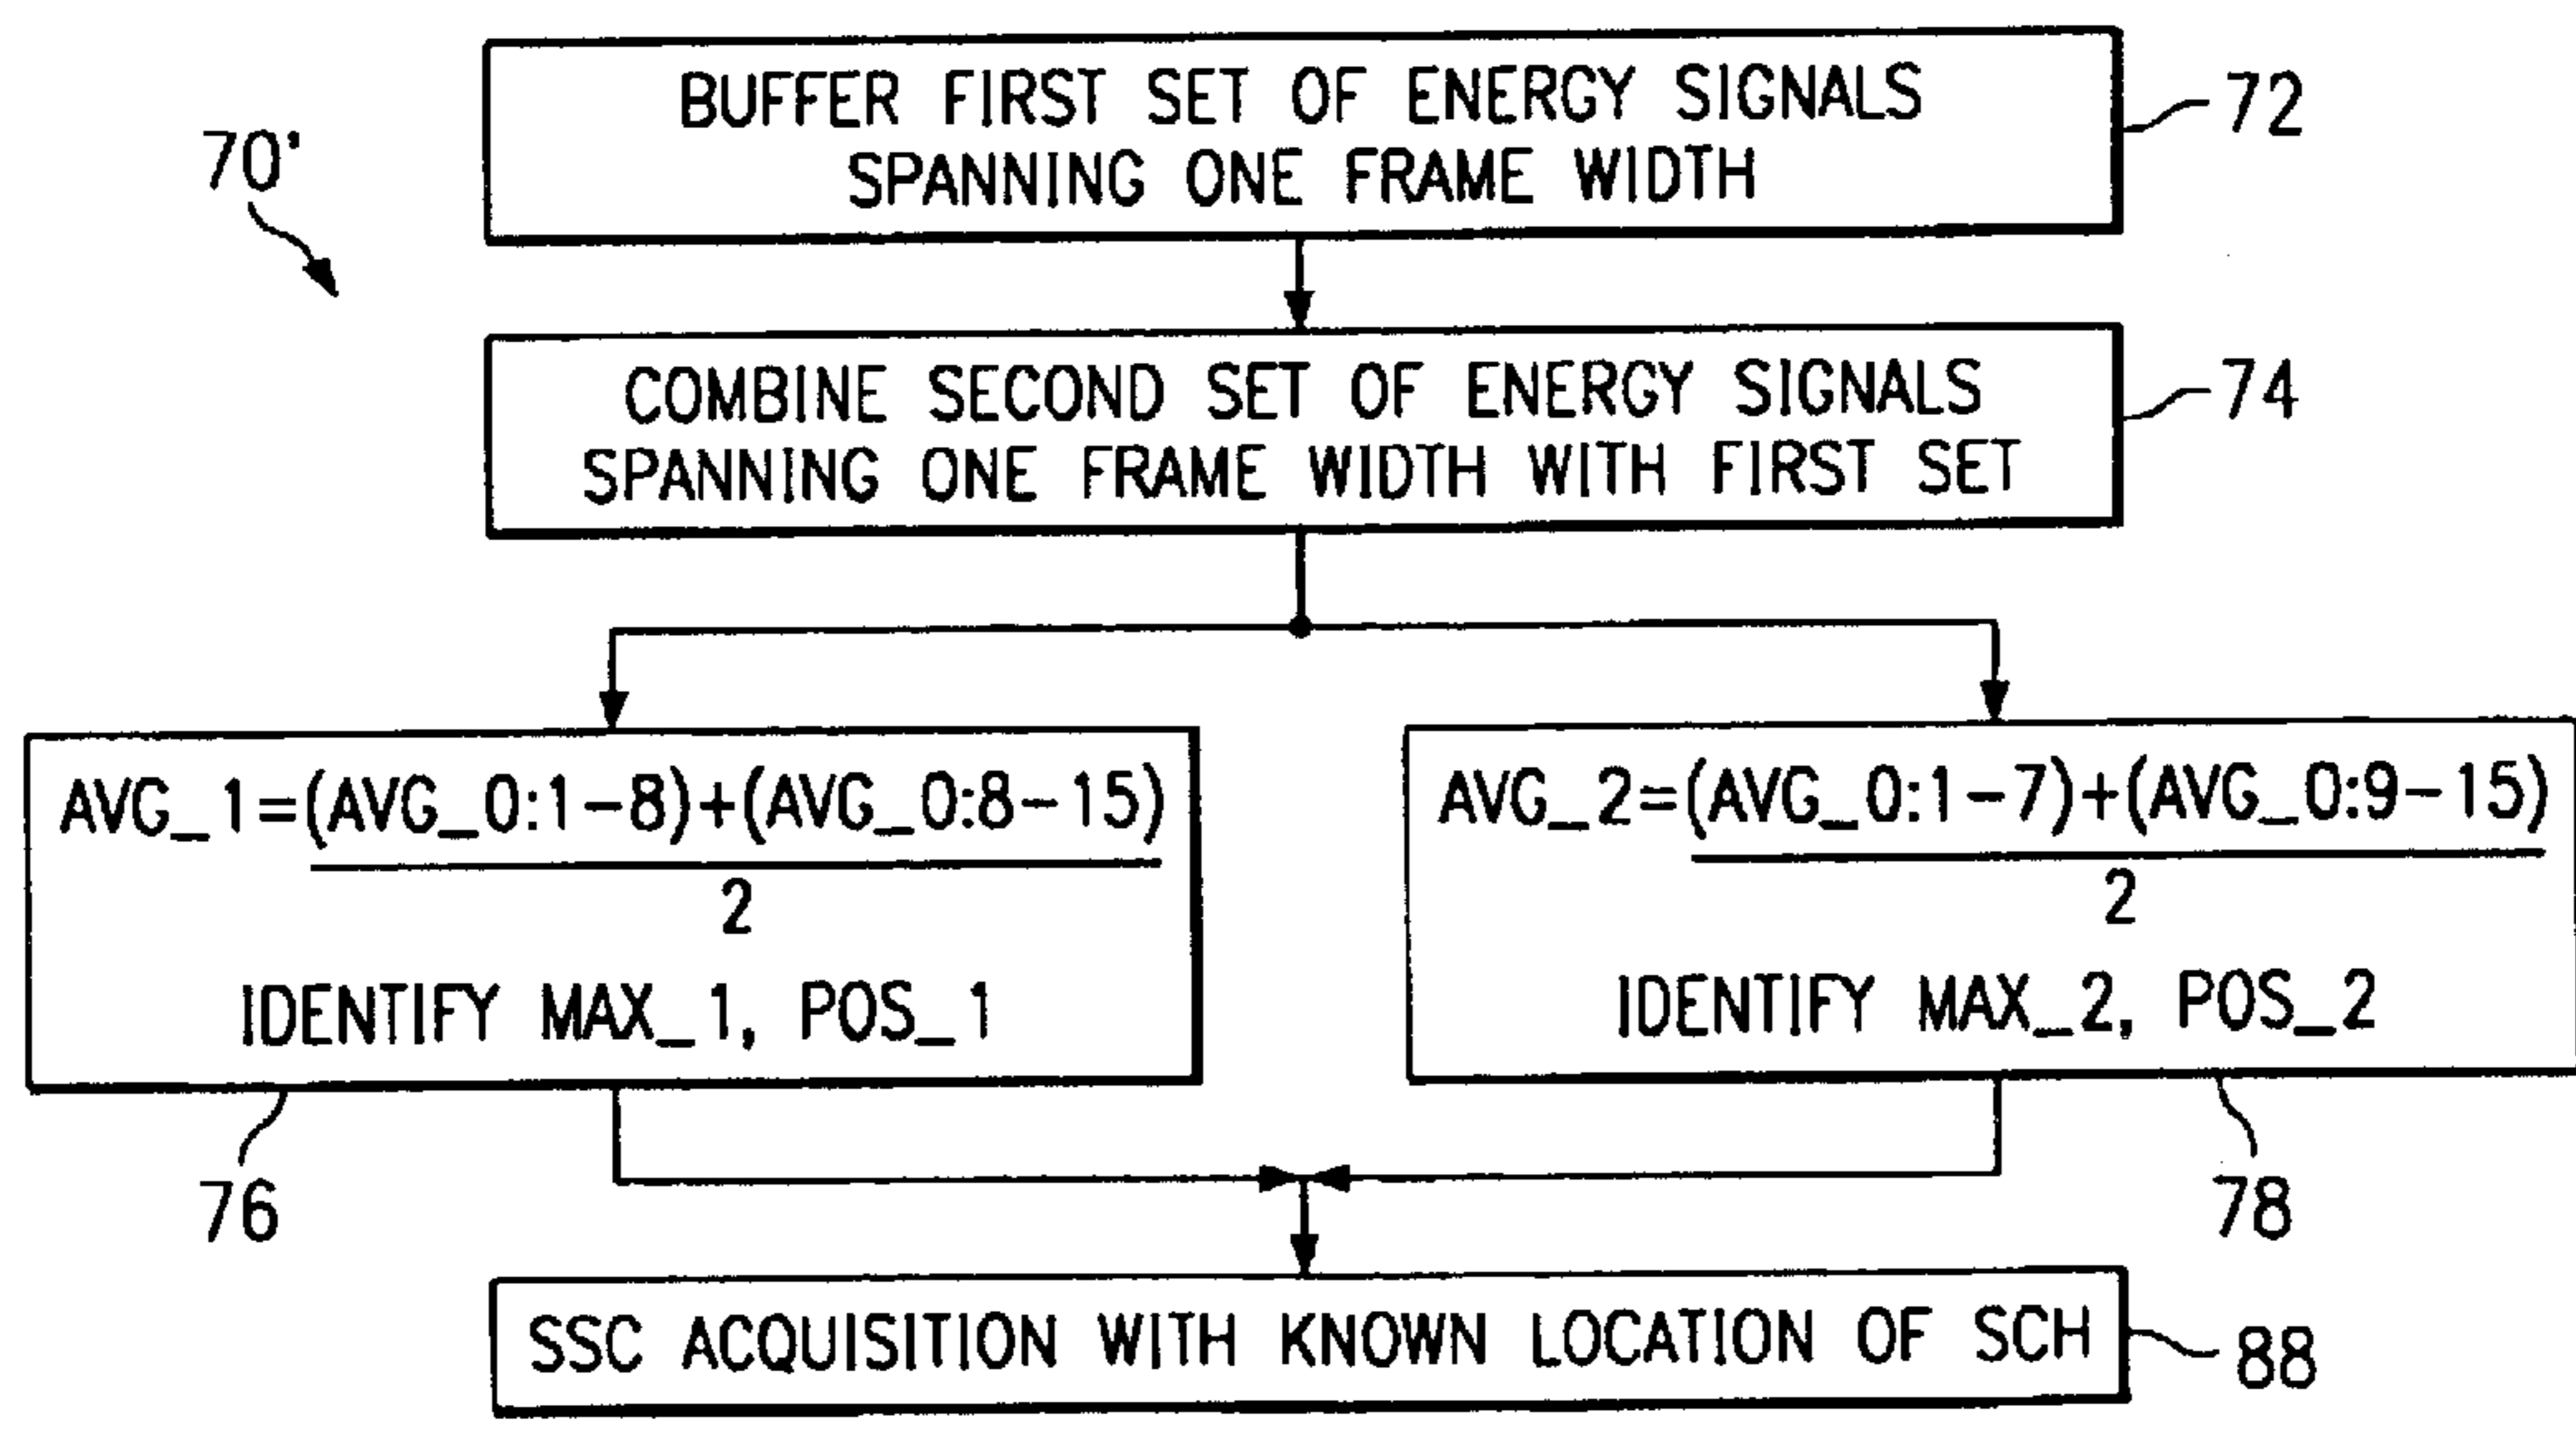 70'
BUFFER FIRST SET OF ENERGY SIGNALS
SPANNING ONE FRAME WIDTH
72
COMBINE SECOND SET OF ENERGY SIGNALS
SPANNING ONE FRAME WIDTH WITH FIRST SET
74
AVG_1=(AVG_0:1-8)+(AVG_0:8-15)
2
IDENTIFY MAX_1, POS_1
76
AVG_2=(AVG_0:1-7)+(AVG_0:9-15)
2
IDENTIFY MAX_2, POS_2
78
SSC ACQUISITION WITH KNOWN LOCATION OF SCH
88